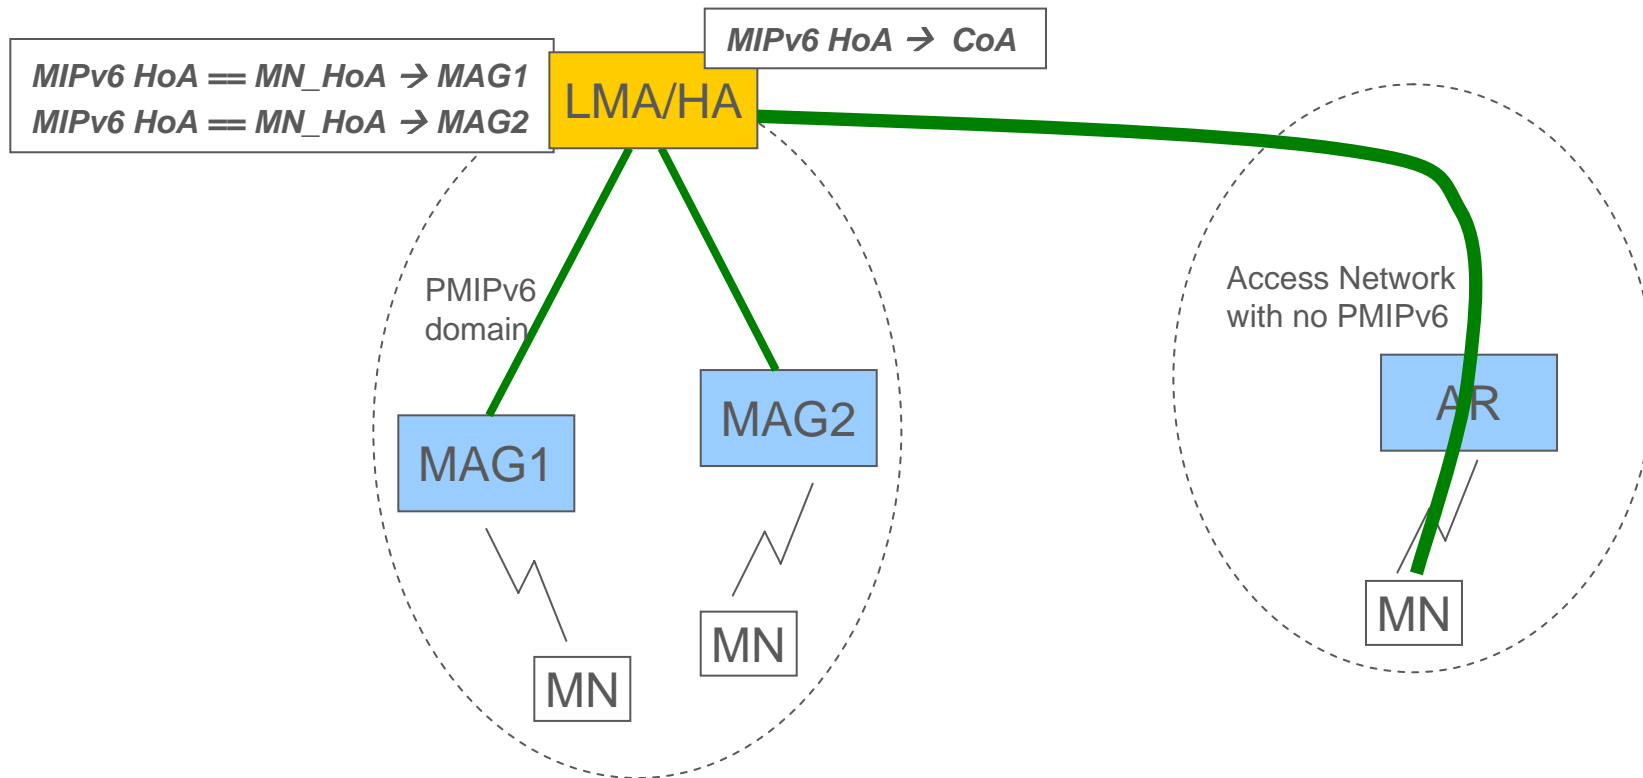 MIPv6 HoA → CoA
MIPv6 HoA == MN_HoA → MAG1
MIPv6 HoA == MN_HoA → MAG2
LMA/HA
PMIPv6
domain
Access Network
with no PMIPv6
MAG1
MAG2
AR
MN
MN
MN